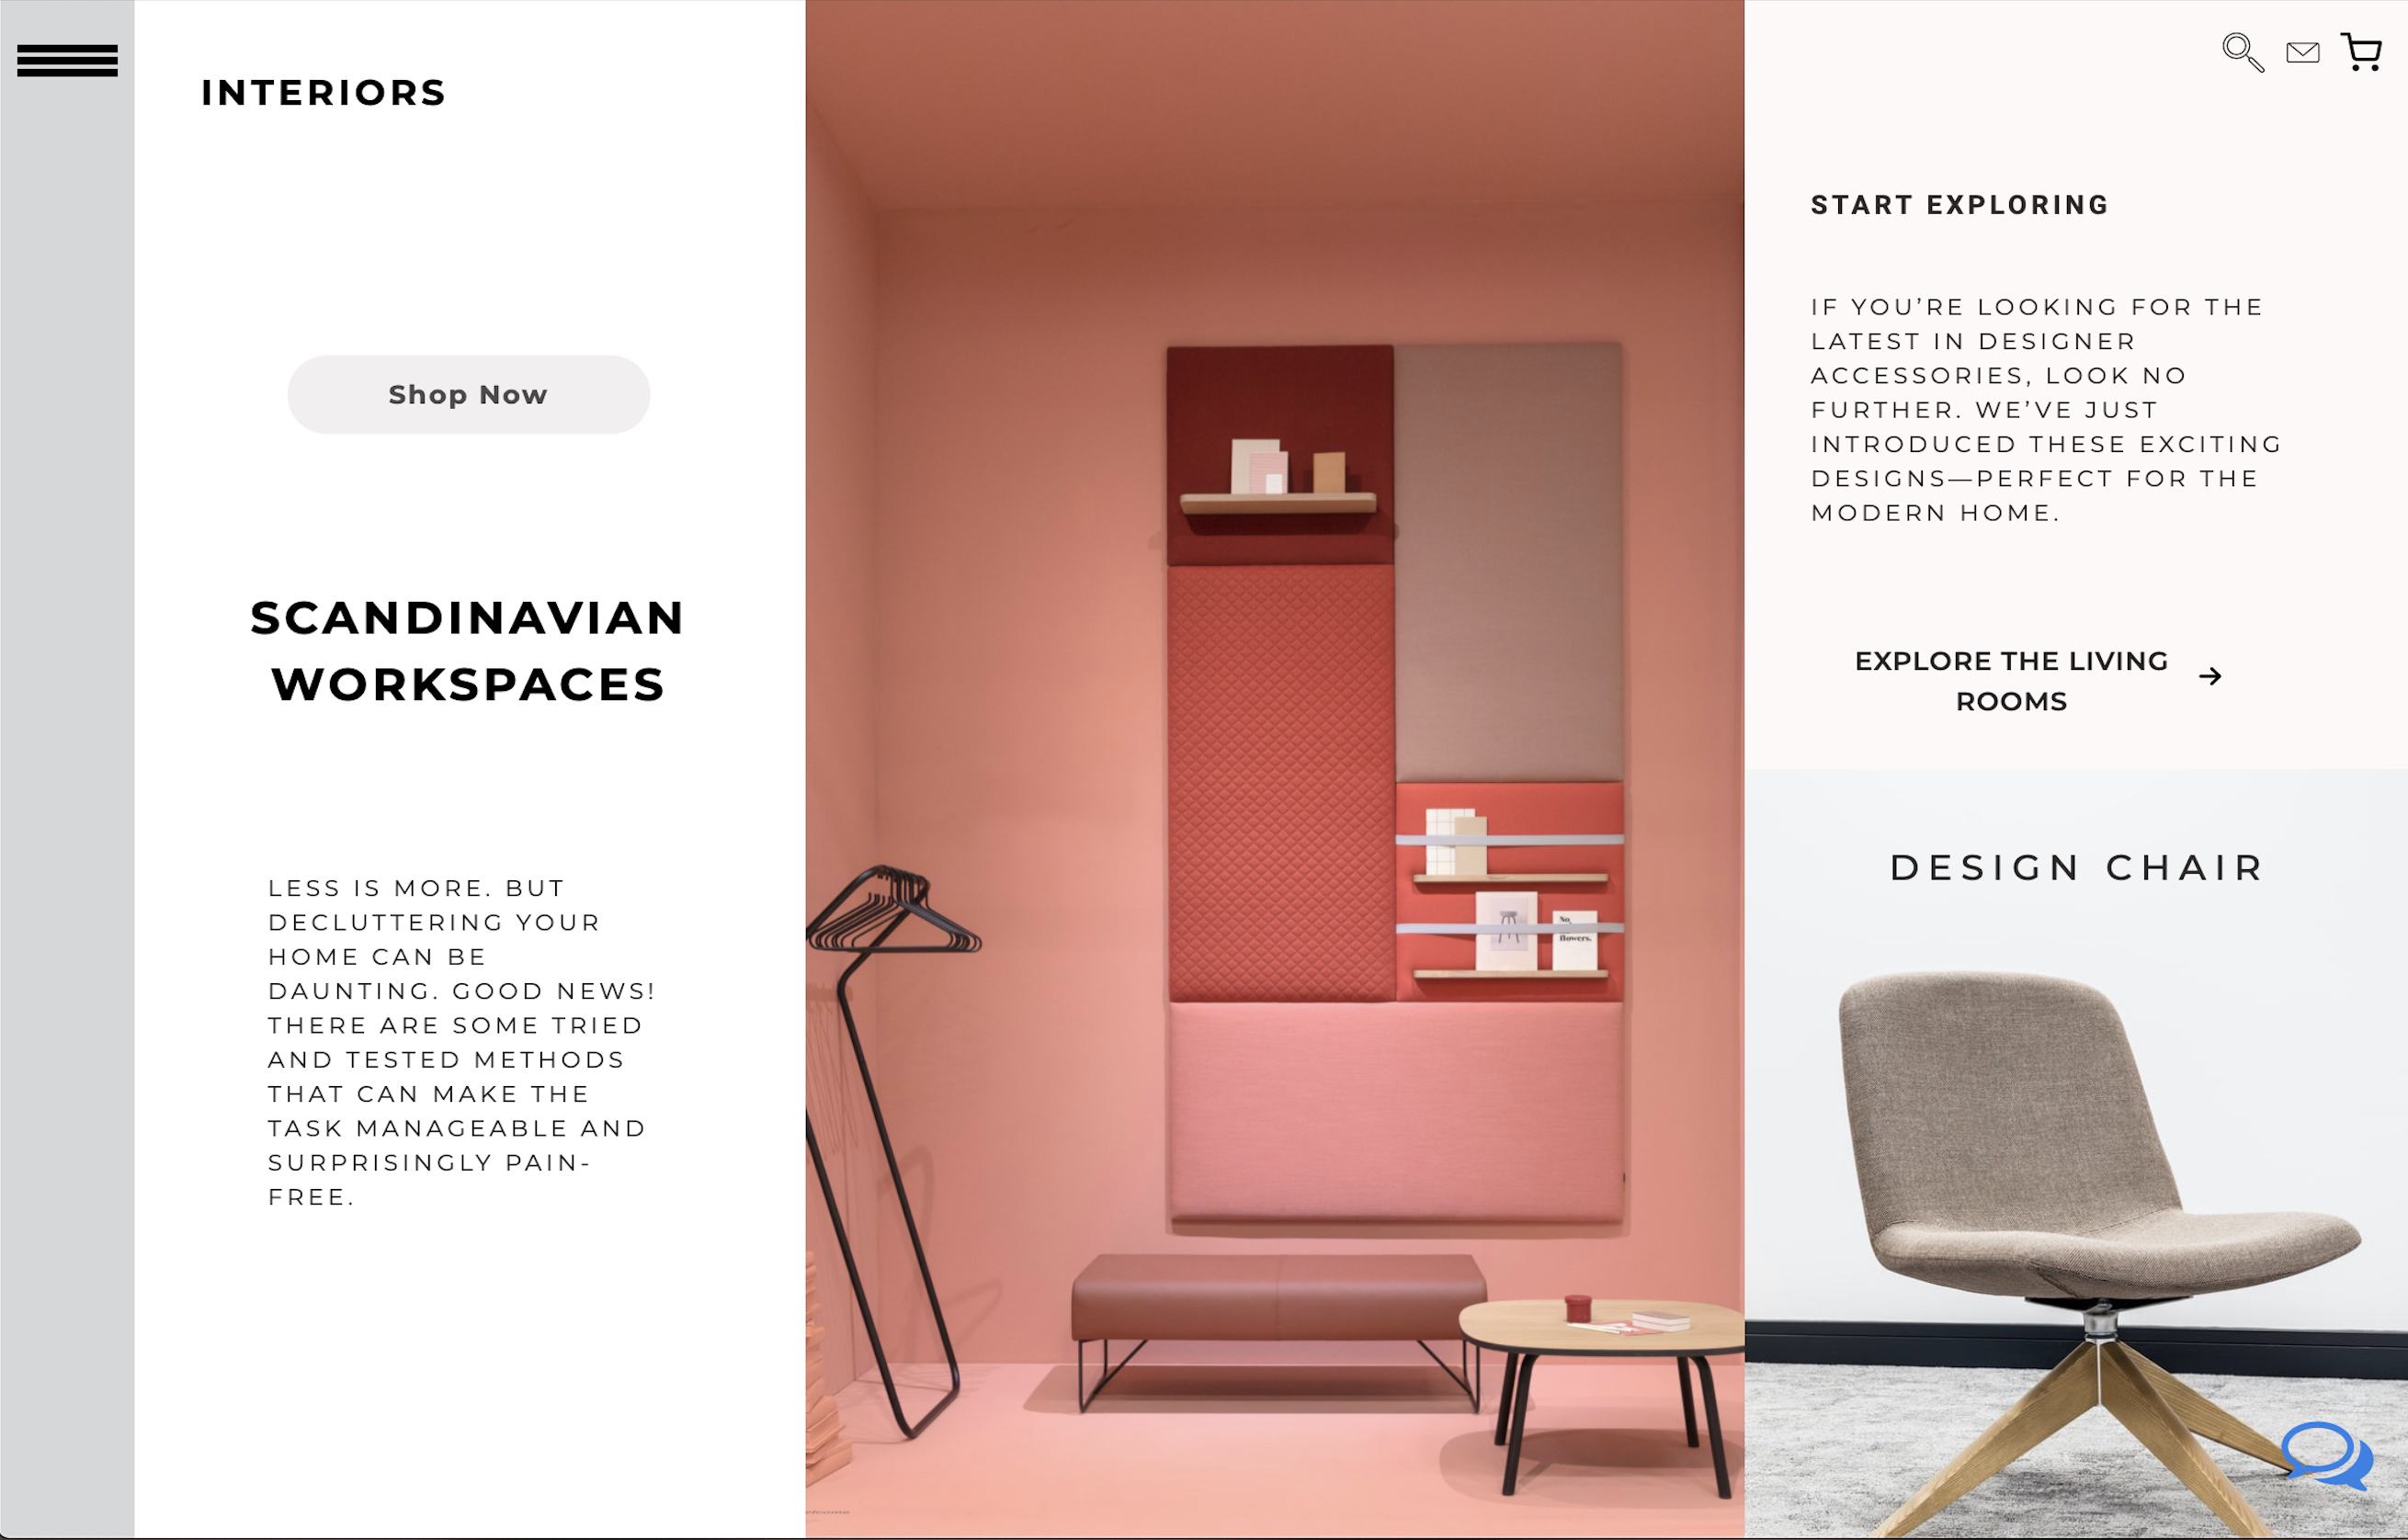 INTERIORS
Shop Now
SCANDINAVIAN
WORKSPACES
LESS IS MORE. BUT
DECLUTTERING YOUR
HOME CAN BE
DAUNTING. GOOD NEWS!
THERE ARE SOME TRIED
AND TESTED METHODS
THAT CAN MAKE THE
TASK MANAGEABLE AND
SURPRISINGLY PAIN-
FREE.
No,
flowers.
START EXPLORING
IF YOU’RE LOOKING FOR THE
LATEST IN DESIGNER
ACCESSORIES, LOOK NO
FURTHER. WE’VE JUST
INTRODUCED THESE EXCITING
DESIGNS—PERFECT FOR THE
MODERN HOME.
EXPLORE THE LIVING
ROOMS
DESIGN CHAIR